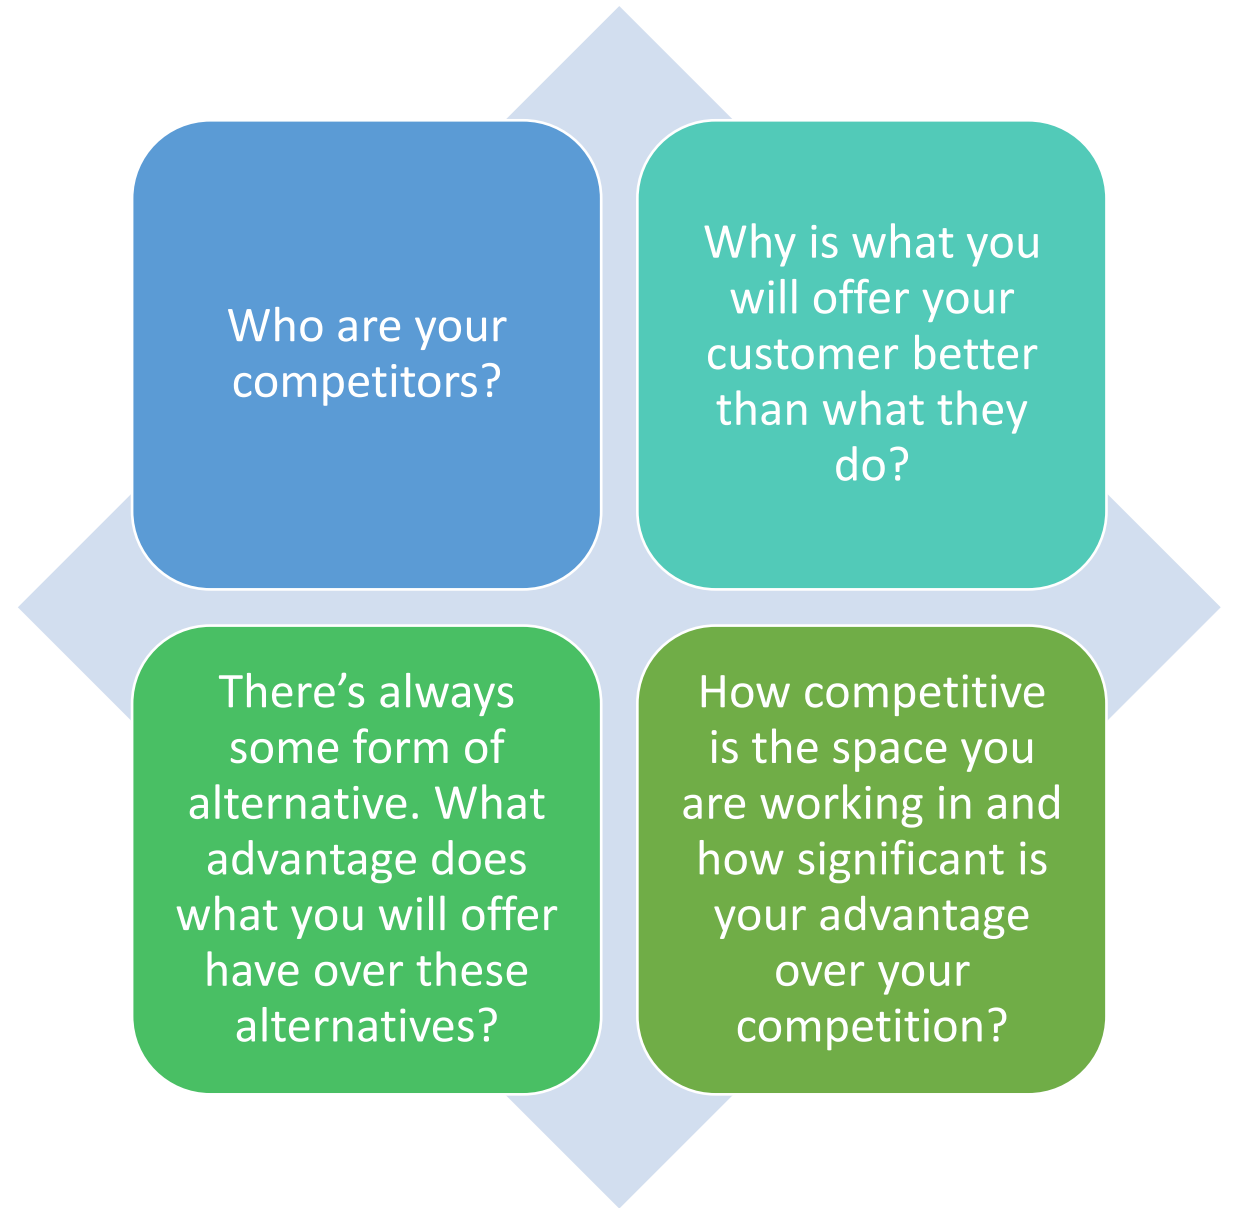 Who are your
competitors?
Why is what you
will offer your
customer better
than what they
do?
There’s always
some form of
alternative. What
advantage does
what you will offer
have over these
alternatives?
How competitive
is the space you
are working in and
how significant is
your advantage
over your
competition?